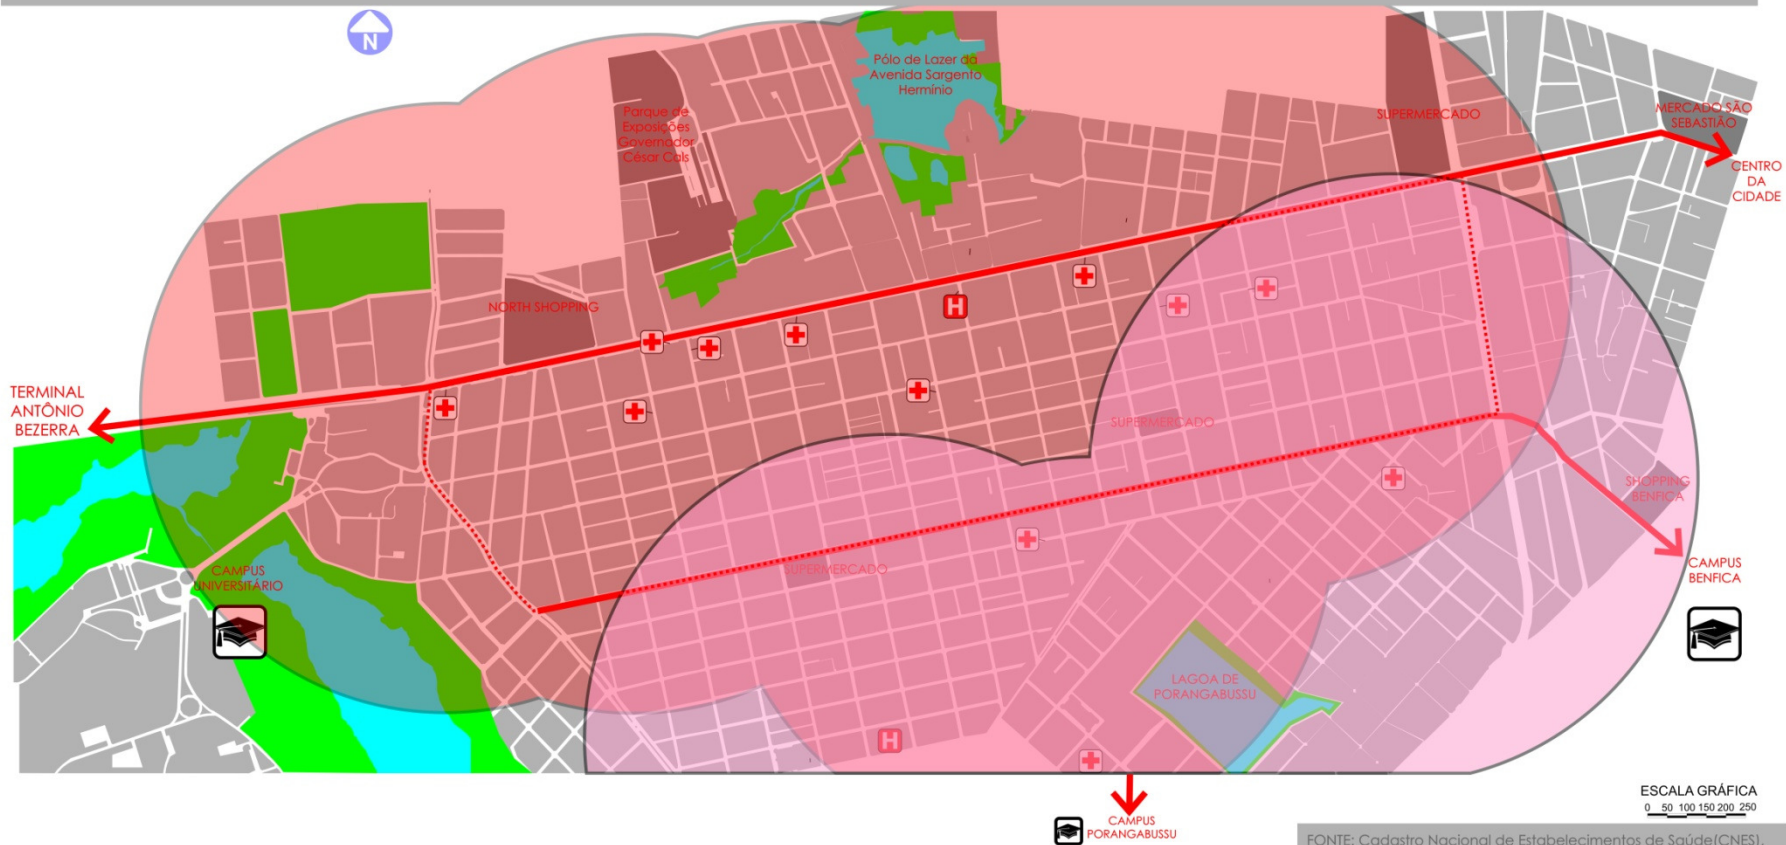 N
Pólo de Lazer da
Avenida Sargento
Hermínio
Parque de
Exposições
Governador
César Cals
SUPERMERCADO
MERCADO SÃO
SEBASTIÃO
CENTRO
DA
CIDADE
NORTH SHOPPING
H
TERMINAL
ANTÔNIO
BEZERRA
SUPERMERCADO
SHOPPING
BENFICA
CAMPUS
UNIVERSITÁRIO
SUPERMERCADO
CAMPUS
BENFICA
LAGOA DE
PORANGABUSSU
H
CAMPUS
PORANGABUSSU
ESCALA GRÁFICA
0 50 100 150 200 250
FONTE: Cadastro Nacional de Estabelecimentos de Saúde(CNES).